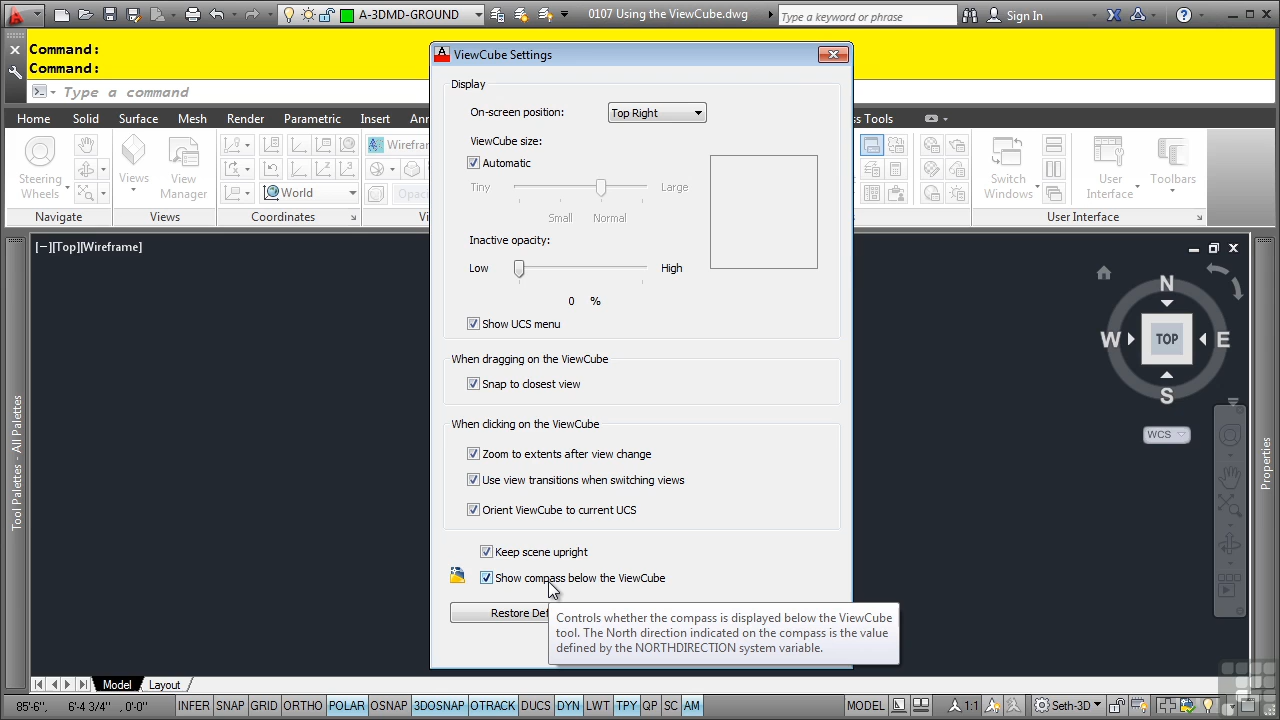 A-3DMD-GROUND
0107 Using the ViewCube.dwg
Type a keyword or phrase
Sign In
Command:
Command:
Type a command
Home Solid Surface Mesh Render Parametric Insert
Steering Wheels
Views
View Manager
World
Switch Windows
User Interface
Toolbars
Navigate
Views
Coordinates
User Interface
ViewCube Settings
Display
On-screen position: Top Right
ViewCube size:
Automatic
Tiny Large
Small Normal
Inactive opacity:
Low High
0 %
Show UCS menu
When dragging on the ViewCube
Snap to closest view
When clicking on the ViewCube
Zoom to extents after view change
Use view transitions when switching views
Orient ViewCube to current UCS
Keep scene upright
Show compass below the ViewCube
Controls whether the compass is displayed below the ViewCube
tool. The North direction indicated on the compass is the value
defined by the NORTHDIRECTION system variable.
[−][Top][Wireframe]
N
W TOP E
S
WCS
Tool Palettes - All Palettes
Properties
Model Layout
85'-6", 6'-4 3/4" , 0'-0" INFER SNAP GRID ORTHO POLAR OSNAP 3DOSNAP OTRACK DUCS DYN LWT TPY QP SC AM MODEL 1:1 Seth-3D